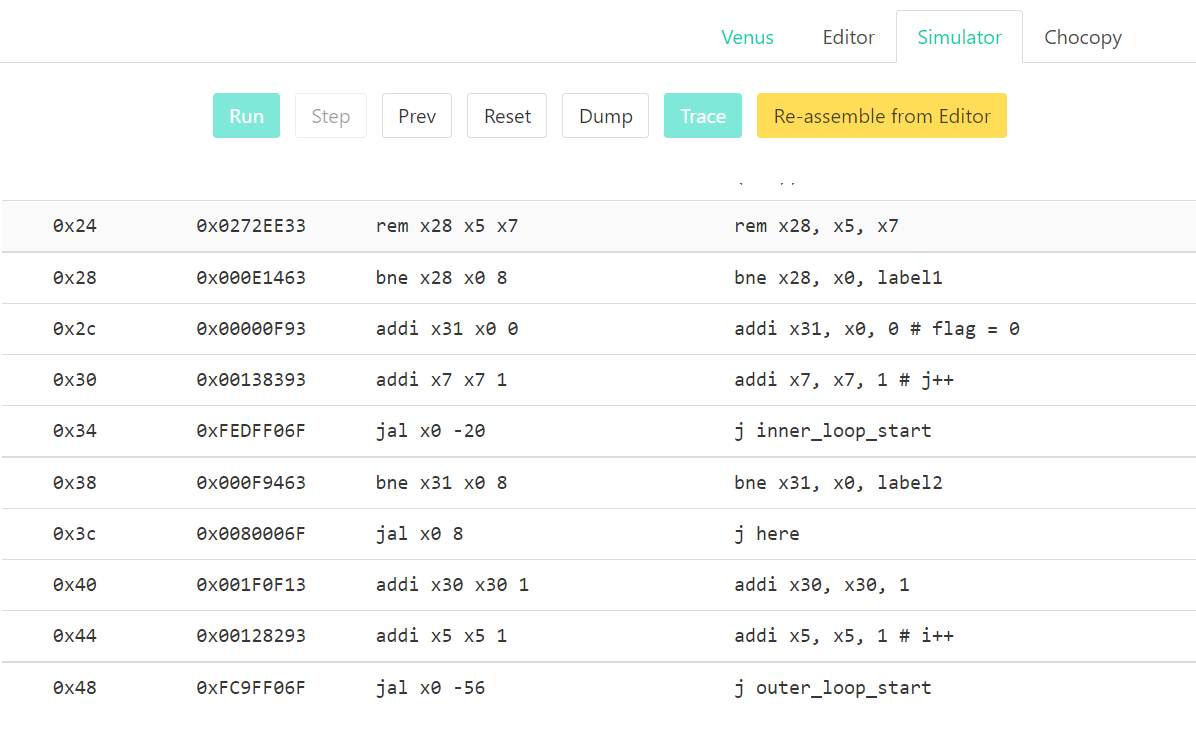 Venus Editor Simulator Chocopy
Run Step Prev Reset Dump Trace Re-assemble from Editor
0x24 0x0272EE33 rem x28 x5 x7 rem x28, x5, x7
0x28 0x000E1463 bne x28 x0 8 bne x28, x0, label1
0x2c 0x00000F93 addi x31 x0 0 addi x31, x0, 0 # flag = 0
0x30 0x00138393 addi x7 x7 1 addi x7, x7, 1 # j++
0x34 0xFEDFF06F jal x0 -20 j inner_loop_start
0x38 0x000F9463 bne x31 x0 8 bne x31, x0, label2
0x3c 0x0080006F jal x0 8 j here
0x40 0x001F0F13 addi x30 x30 1 addi x30, x30, 1
0x44 0x00128293 addi x5 x5 1 addi x5, x5, 1 # i++
0x48 0xFC9FF06F jal x0 -56 j outer_loop_start